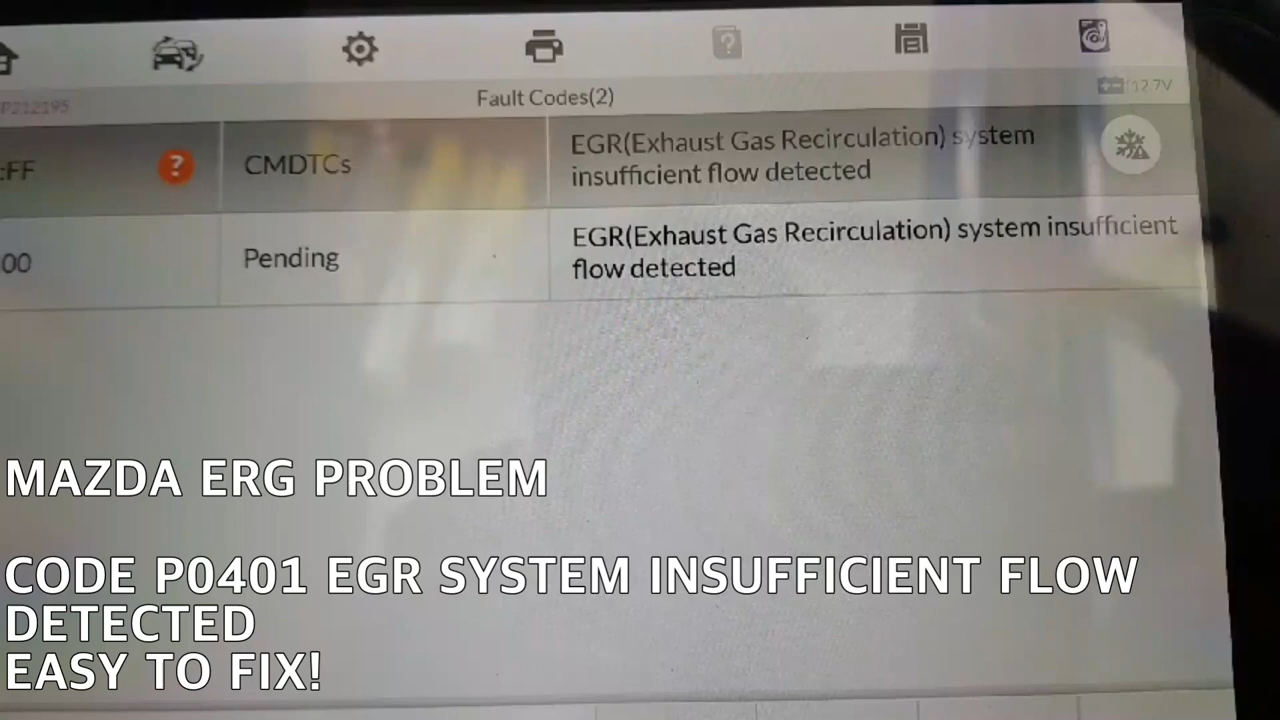 P212195
Fault Codes(2)
12.7V
:FF
?
CMDTCs
EGR(Exhaust Gas Recirculation) system
insufficient flow detected
00
Pending
EGR(Exhaust Gas Recirculation) system insufficient
flow detected
MAZDA ERG PROBLEM
CODE P0401 EGR SYSTEM INSUFFICIENT FLOW
DETECTED
EASY TO FIX!